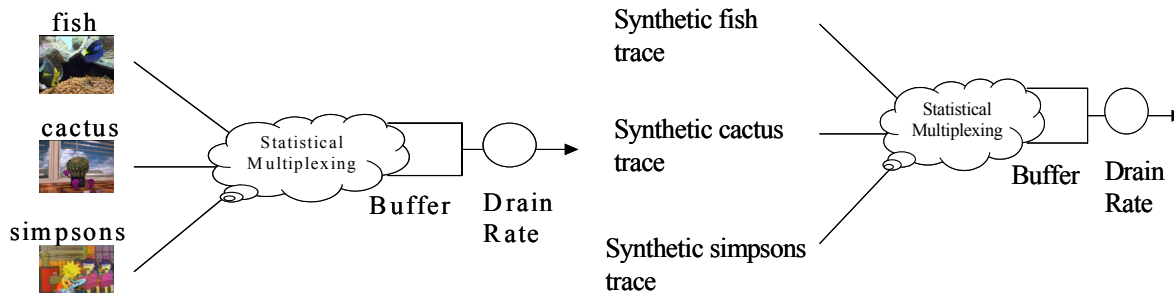 fish
cactus
simpsons
Statistical
Multiplexing
Buffer
Drain
Rate
Synthetic fish
trace
Synthetic cactus
trace
Synthetic simpsons
trace
Statistical
Multiplexing
Buffer
Drain
Rate